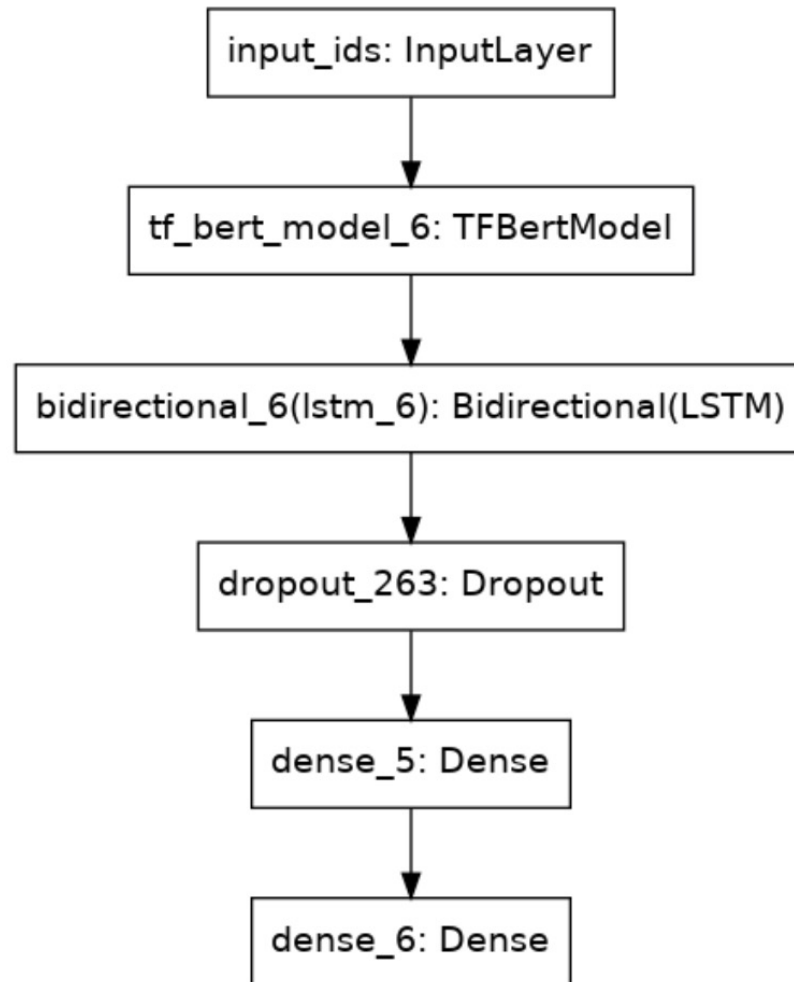 input_ids: InputLayer
tf_bert_model_6: TFBertModel
bidirectional_6(lstm_6): Bidirectional(LSTM)
dropout_263: Dropout
dense_5: Dense
dense_6: Dense